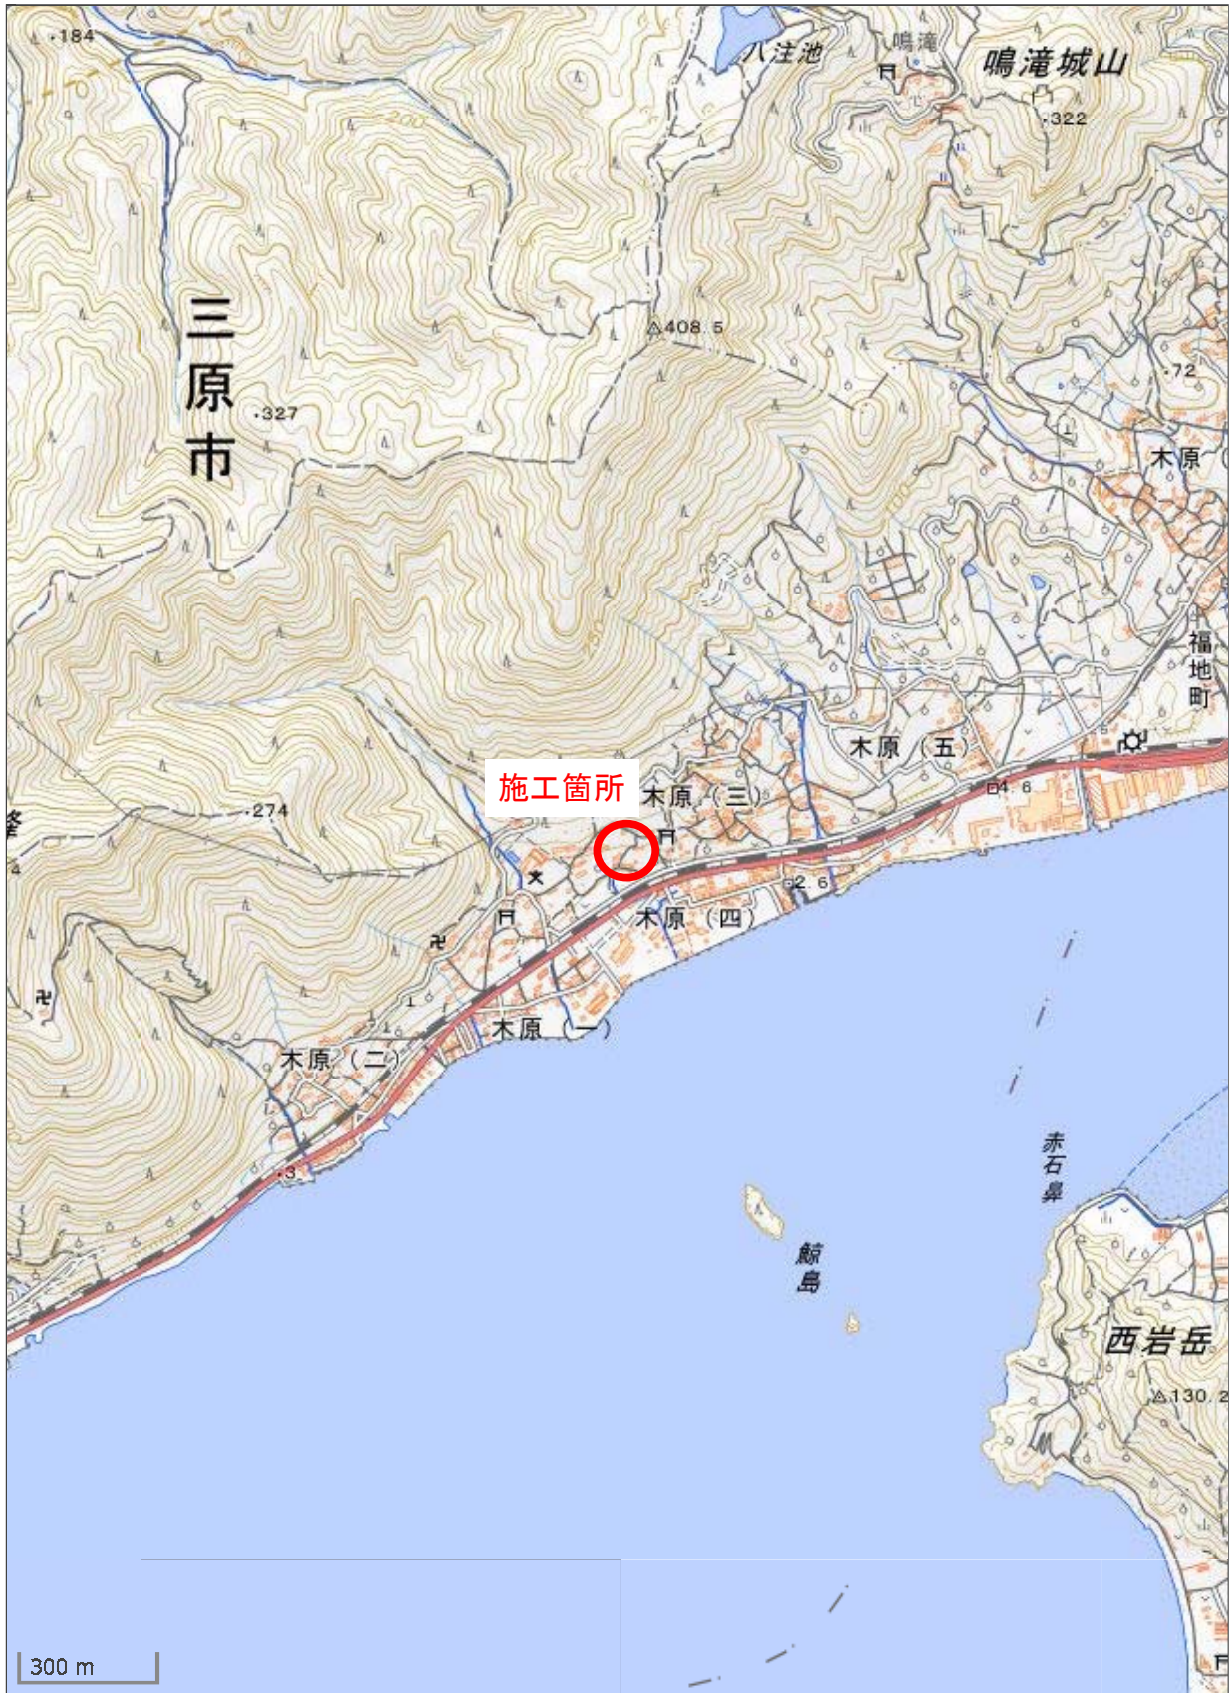 184
八注池
鳴滝
鳴滝城山
322
200
三原市
408.5
327
72
木原
100
250
福地町
木原(五)
施工箇所
木原(三)
4.6
274
2.6
木原(四)
木原(一)
木原(二)
3
赤石鼻
鯨島
西岩岳
130.2
300 m